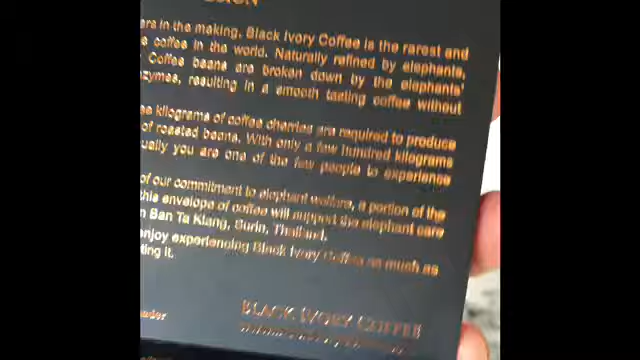 ers in the making, Black Ivory Coffee is the rarest and
coffee in the world. Naturally refined by elephants,
Coffee beans are broken down by the elephants'
zymes, resulting in a smooth tasting coffee without
kilograms of coffee cherries are required to produce
of roasted beans. With only a few hundred kilograms
ually you are one of the few people to experience
of our commitment to elephant welfare, a portion of the
this envelope of coffee will support the elephant care
n Ban Ta Klang, Surin, Thailand.
enjoy experiencing Black Ivory Coffee as much as
ting it.
BLACK IVORY COFFEE